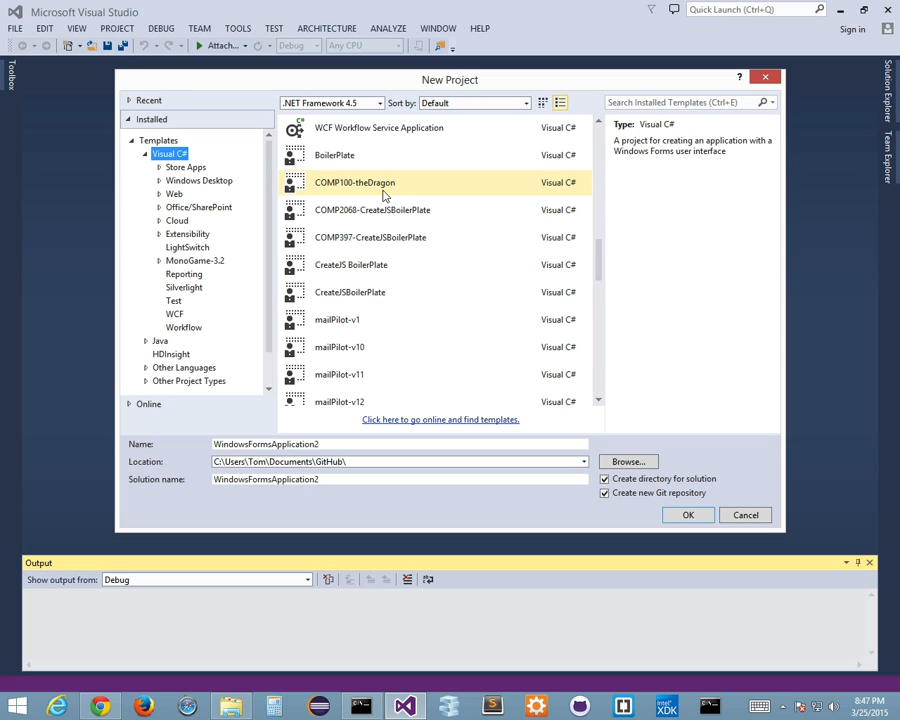 Microsoft Visual Studio
Quick Launch (Ctrl+Q)
FILE EDIT VIEW PROJECT DEBUG TEAM TOOLS TEST ARCHITECTURE ANALYZE WINDOW HELP
Sign in
Attach... Debug Any CPU
Toolbox
Solution Explorer
Team Explorer
New Project
?
Recent
Installed
.NET Framework 4.5 Sort by: Default
Search Installed Templates (Ctrl+E)
Templates
Visual C#
Store Apps
Windows Desktop
Web
Office/SharePoint
Cloud
Extensibility
LightSwitch
MonoGame-3.2
Reporting
Silverlight
Test
WCF
Workflow
Java
HDInsight
Other Languages
Other Project Types
Online
WCF Workflow Service Application Visual C#
BoilerPlate Visual C#
COMP100-theDragon Visual C#
COMP2068-CreateJSBoilerPlate Visual C#
COMP397-CreateJSBoilerPlate Visual C#
CreateJS BoilerPlate Visual C#
CreateJSBoilerPlate Visual C#
mailPilot-v1 Visual C#
mailPilot-v10 Visual C#
mailPilot-v11 Visual C#
mailPilot-v12 Visual C#
Click here to go online and find templates.
Type: Visual C#
A project for creating an application with a
Windows Forms user interface
Name: WindowsFormsApplication2
Location: C:\Users\Tom\Documents\GitHub\ Browse...
Solution name: WindowsFormsApplication2
Create directory for solution
Create new Git repository
OK Cancel
Output
Show output from: Debug
intel
XDK
8:47 PM
3/25/2015